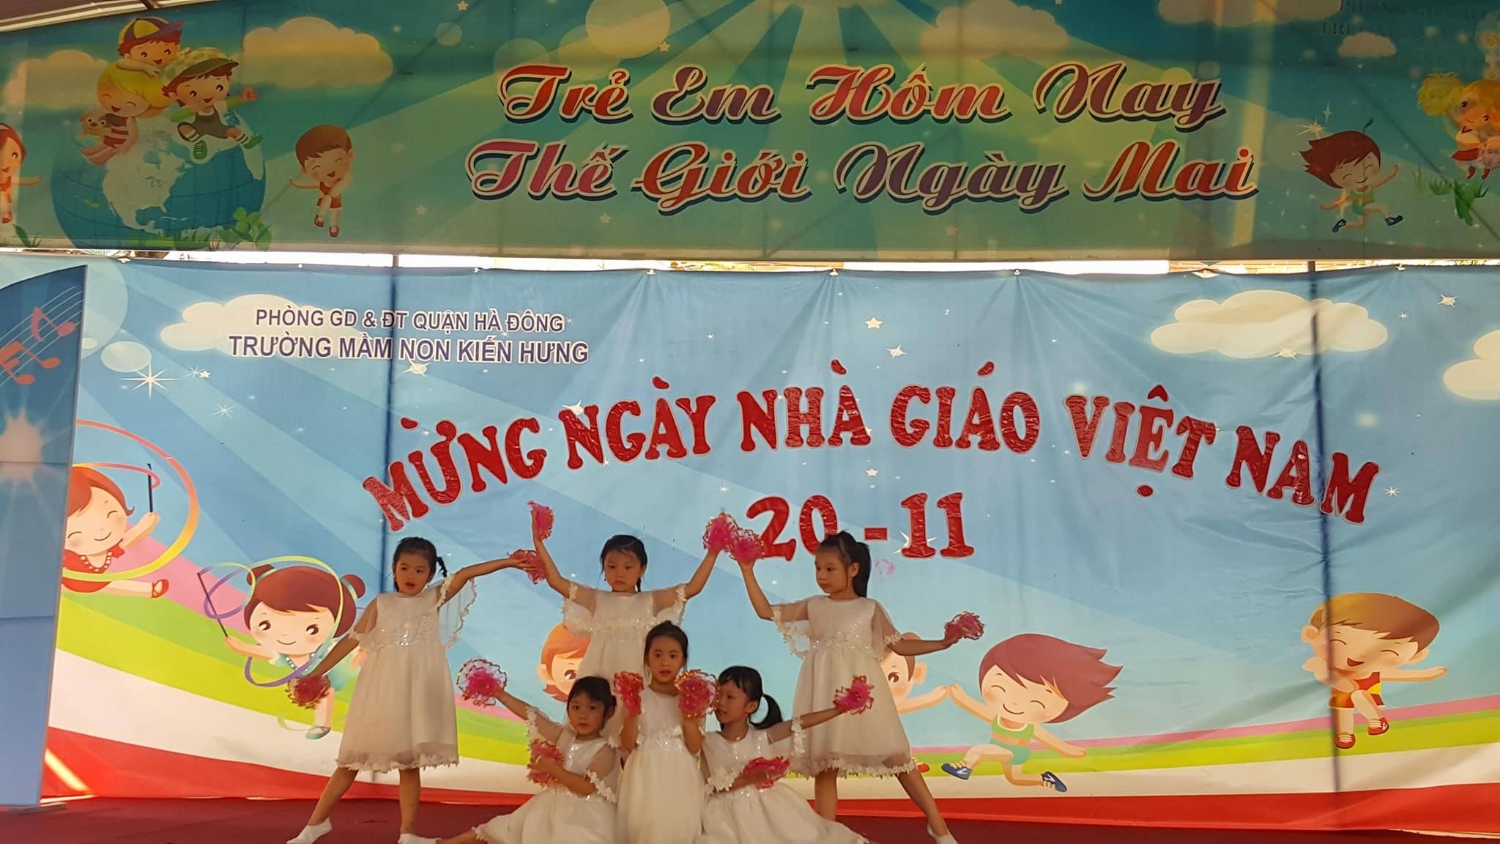 Trẻ Em Hôm Nay
Thế Giới Ngày Mai
PHÒNG GD & ĐT QUẬN HÀ ĐÔNG
TRƯỜNG MẦM NON KIẾN HƯNG
MỪNG NGÀY NHÀ GIÁO VIỆT NAM
20-11